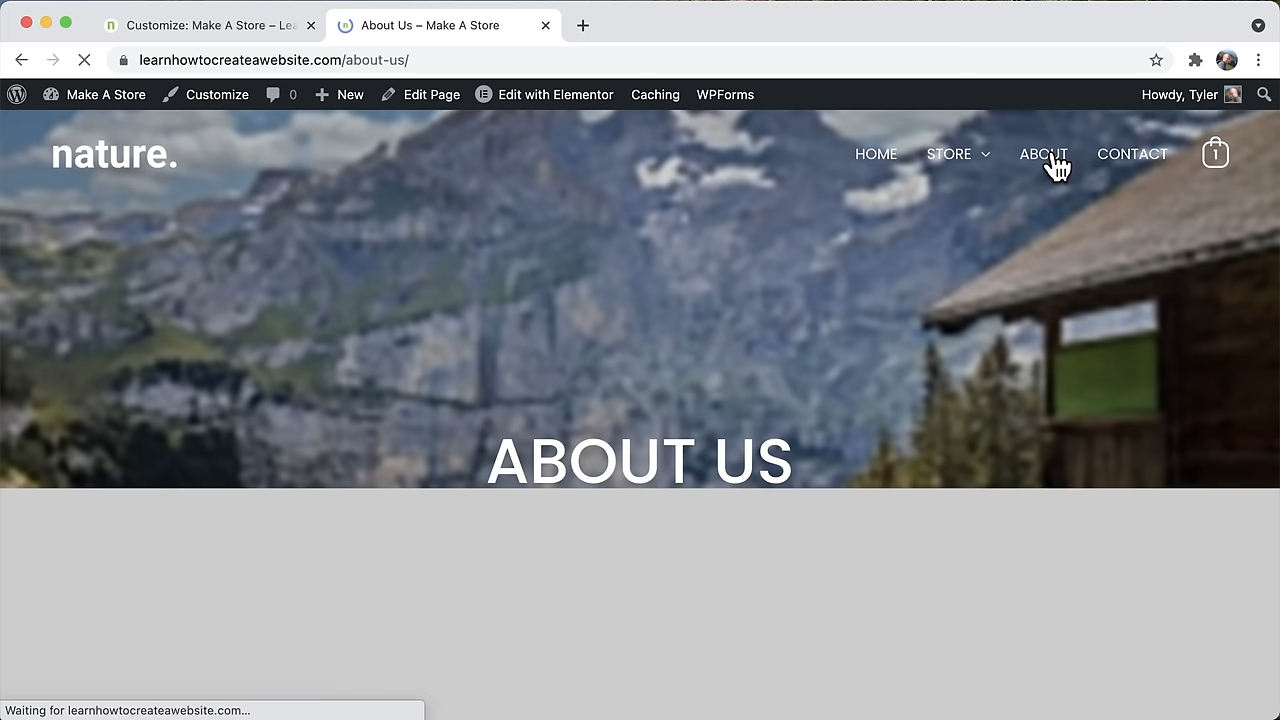 Customize: Make A Store – Lea
About Us – Make A Store
learnhowtocreateawebsite.com/about-us/
Make A Store Customize 0 New Edit Page Edit with Elementor Caching WPForms Howdy, Tyler
nature. HOME STORE ABOUT CONTACT 1
ABOUT US
Waiting for learnhowtocreateawebsite.com...